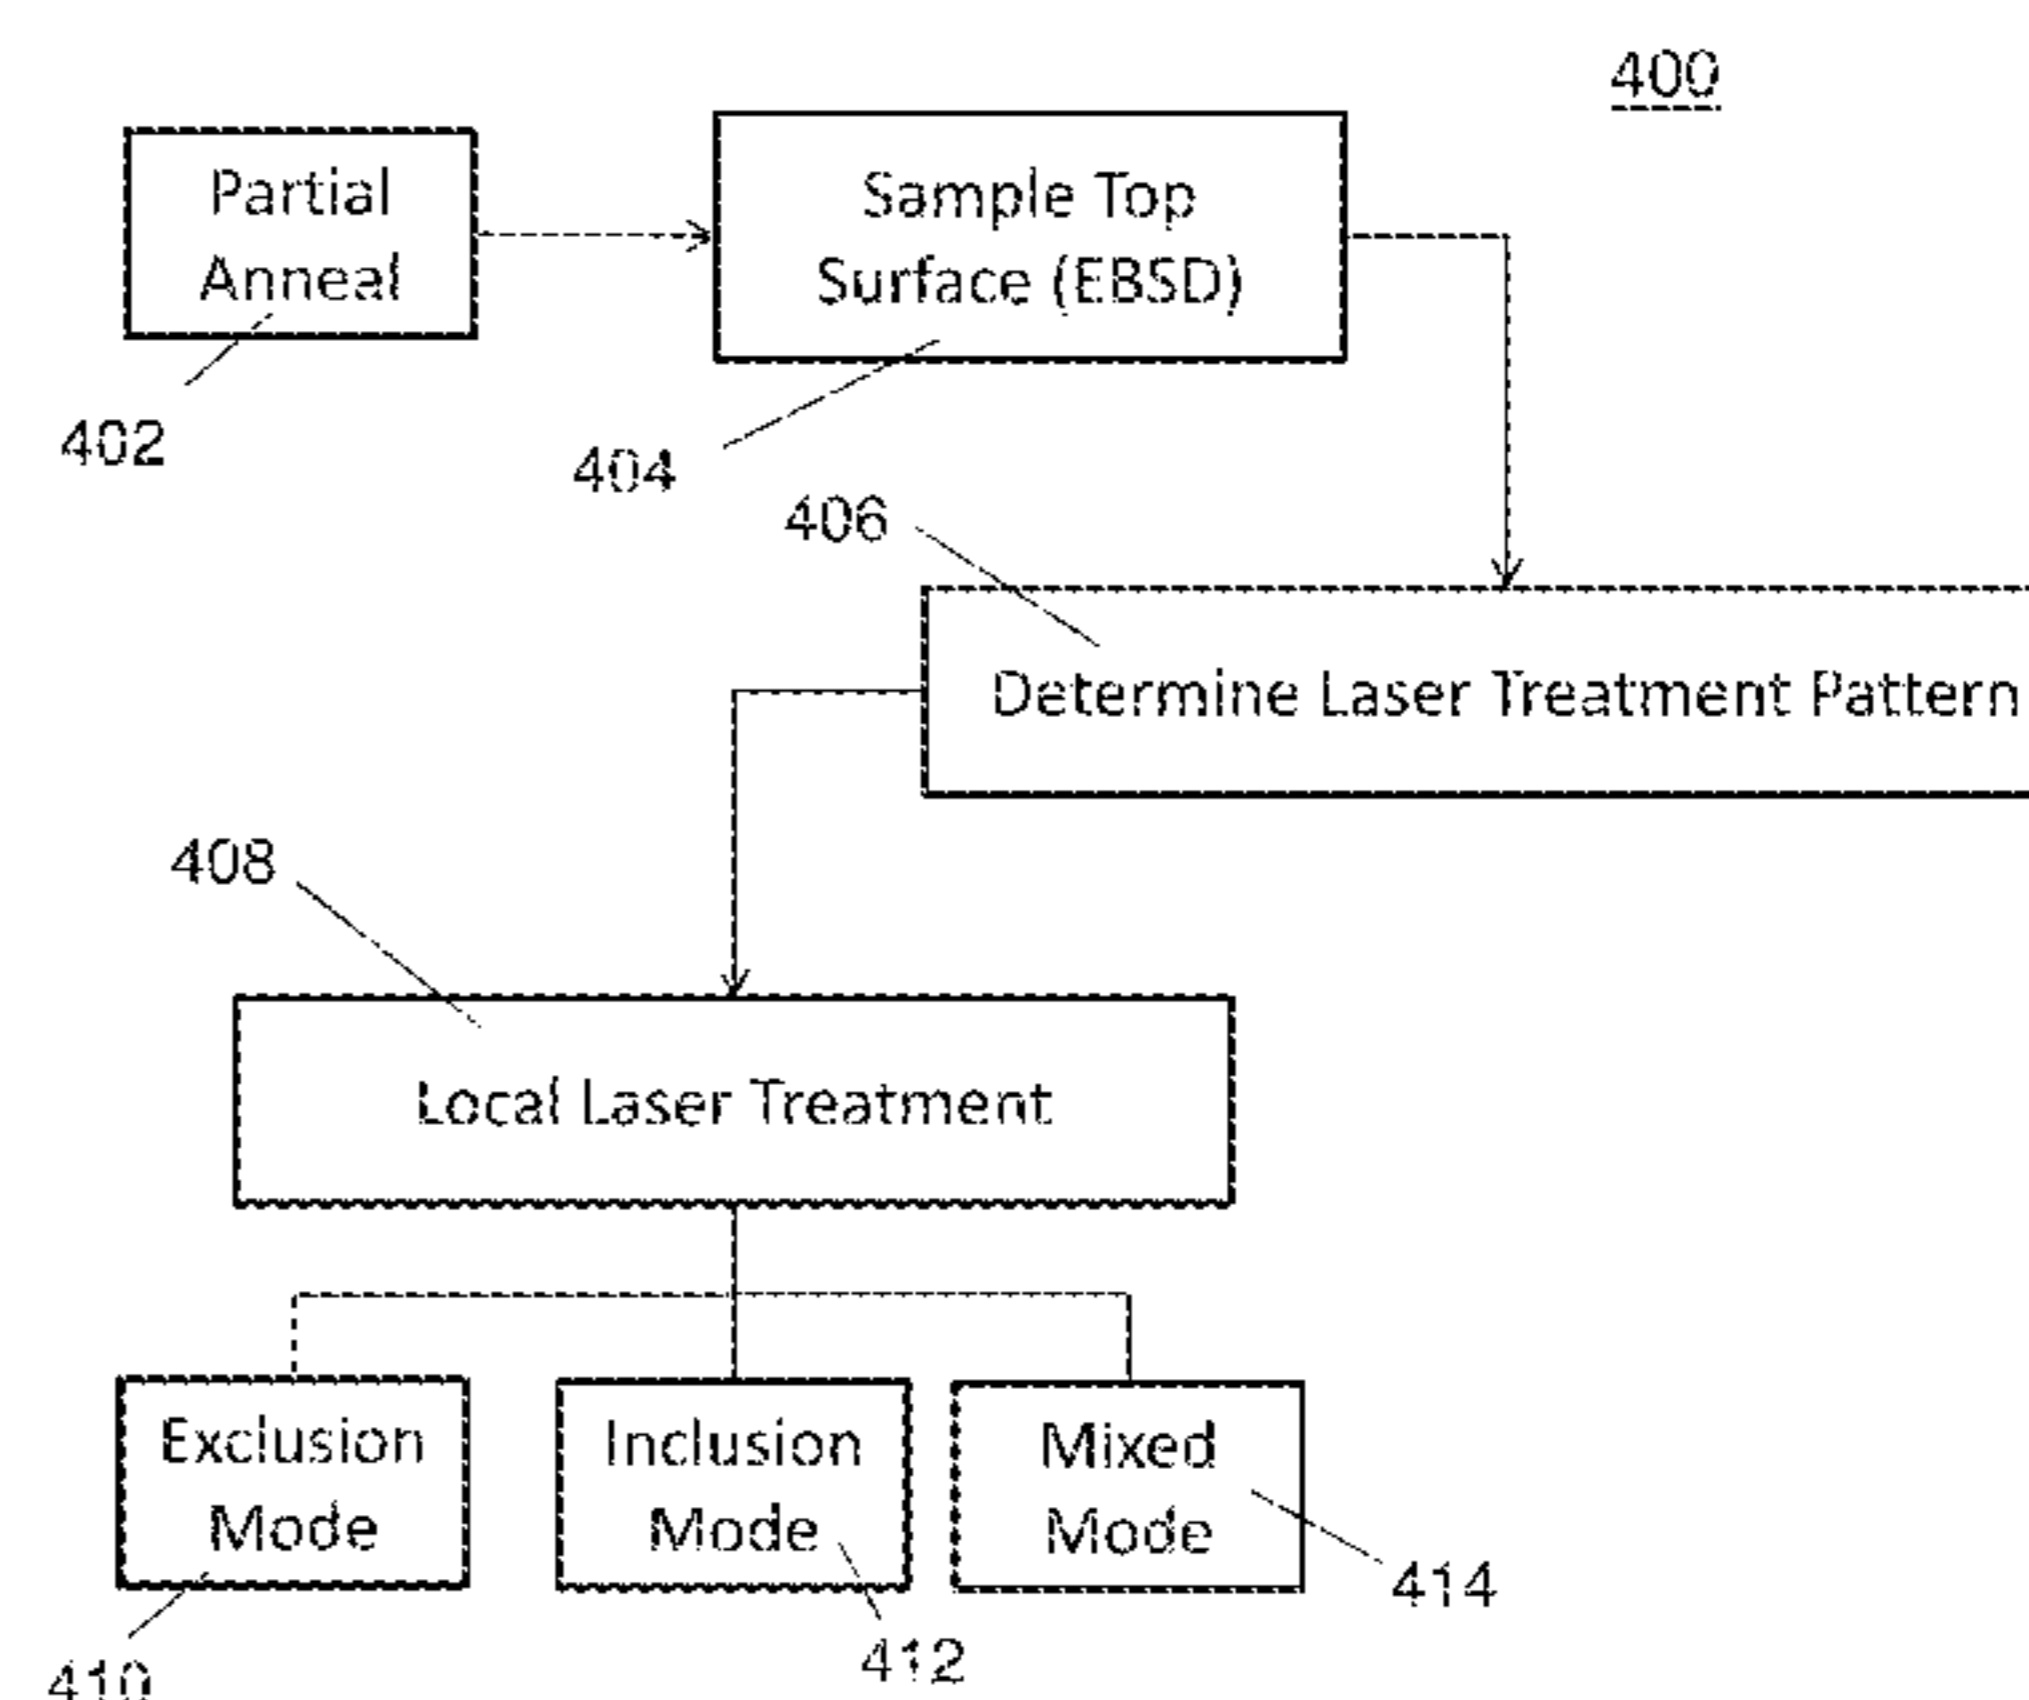 400
Partial
Anneal
402
Sample Top
Surface (EBSD)
404
406
Determine Laser Treatment Pattern
408
Local Laser Treatment
Exclusion
Mode
410
Inclusion
Mode
412
Mixed
Mode
414